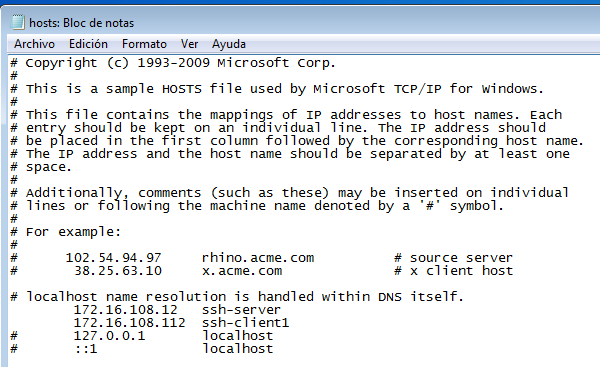 hosts: Bloc de notas
Archivo Edición Formato Ver Ayuda
# Copyright (c) 1993-2009 Microsoft Corp.
#
# This is a sample HOSTS file used by Microsoft TCP/IP for Windows.
#
# This file contains the mappings of IP addresses to host names. Each
# entry should be kept on an individual line. The IP address should
# be placed in the first column followed by the corresponding host name.
# The IP address and the host name should be separated by at least one
# space.
#
# Additionally, comments (such as these) may be inserted on individual
# lines or following the machine name denoted by a '#' symbol.
#
# For example:
#
#      102.54.94.97     rhino.acme.com          # source server
#       38.25.63.10     x.acme.com              # x client host
# localhost name resolution is handled within DNS itself.
        172.16.108.12   ssh-server
        172.16.108.112  ssh-client1
#       127.0.0.1       localhost
#       ::1             localhost